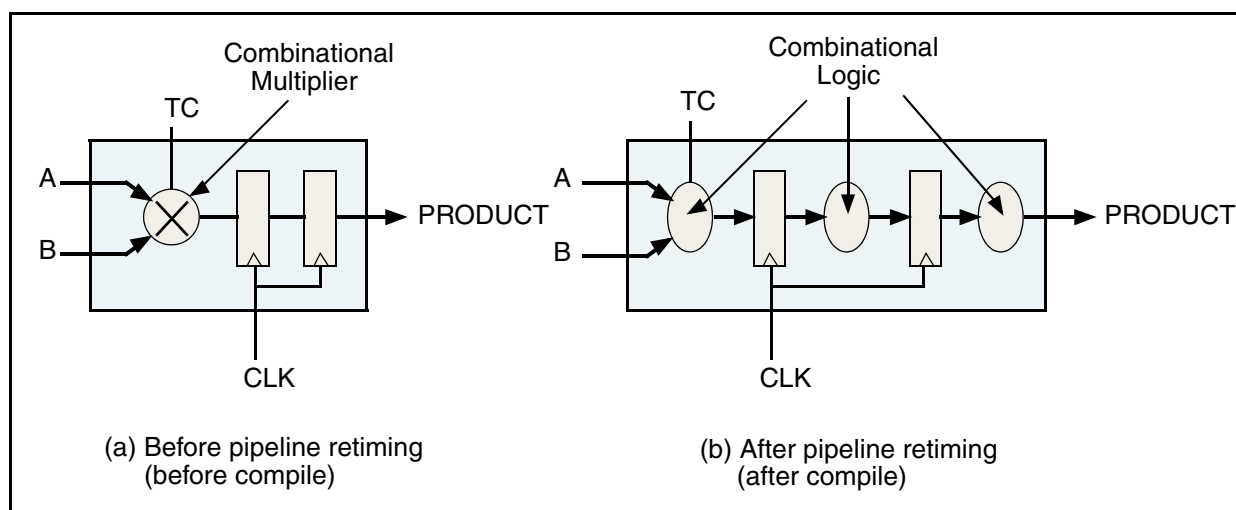 Combinational
Multiplier
TC
A
B
PRODUCT
CLK
(a) Before pipeline retiming
(before compile)
Combinational
Logic
TC
A
B
PRODUCT
CLK
(b) After pipeline retiming
(after compile)